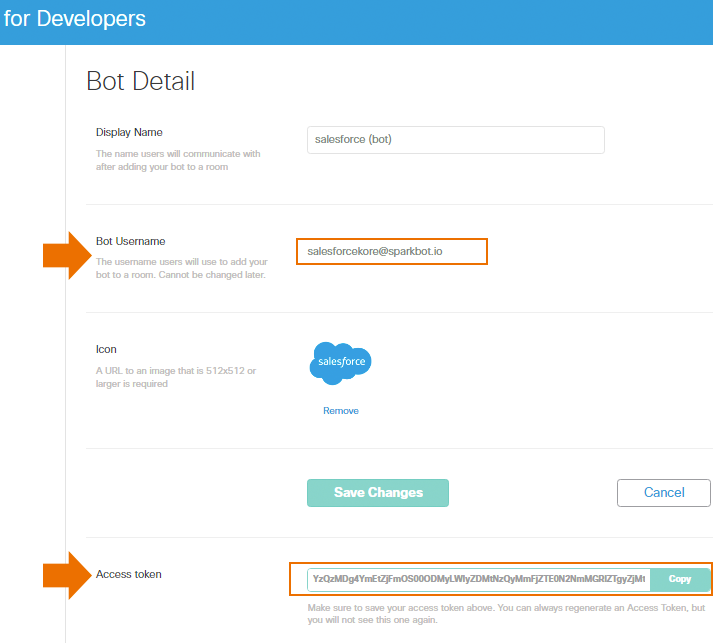 for Developers
Bot Detail
Display Name
salesforce (bot)
The name users will communicate with
after adding your bot to a room
Bot Username
salesforcekore@sparkbot.io
The username users will use to add your
bot to a room. Cannot be changed later.
Icon
salesforce
A URL to an image that is 512x512 or
larger is required
Remove
Save Changes
Cancel
Access token
Copy
Make sure to save your access token above. You can always regenerate an Access Token, but
you will not see this one again.